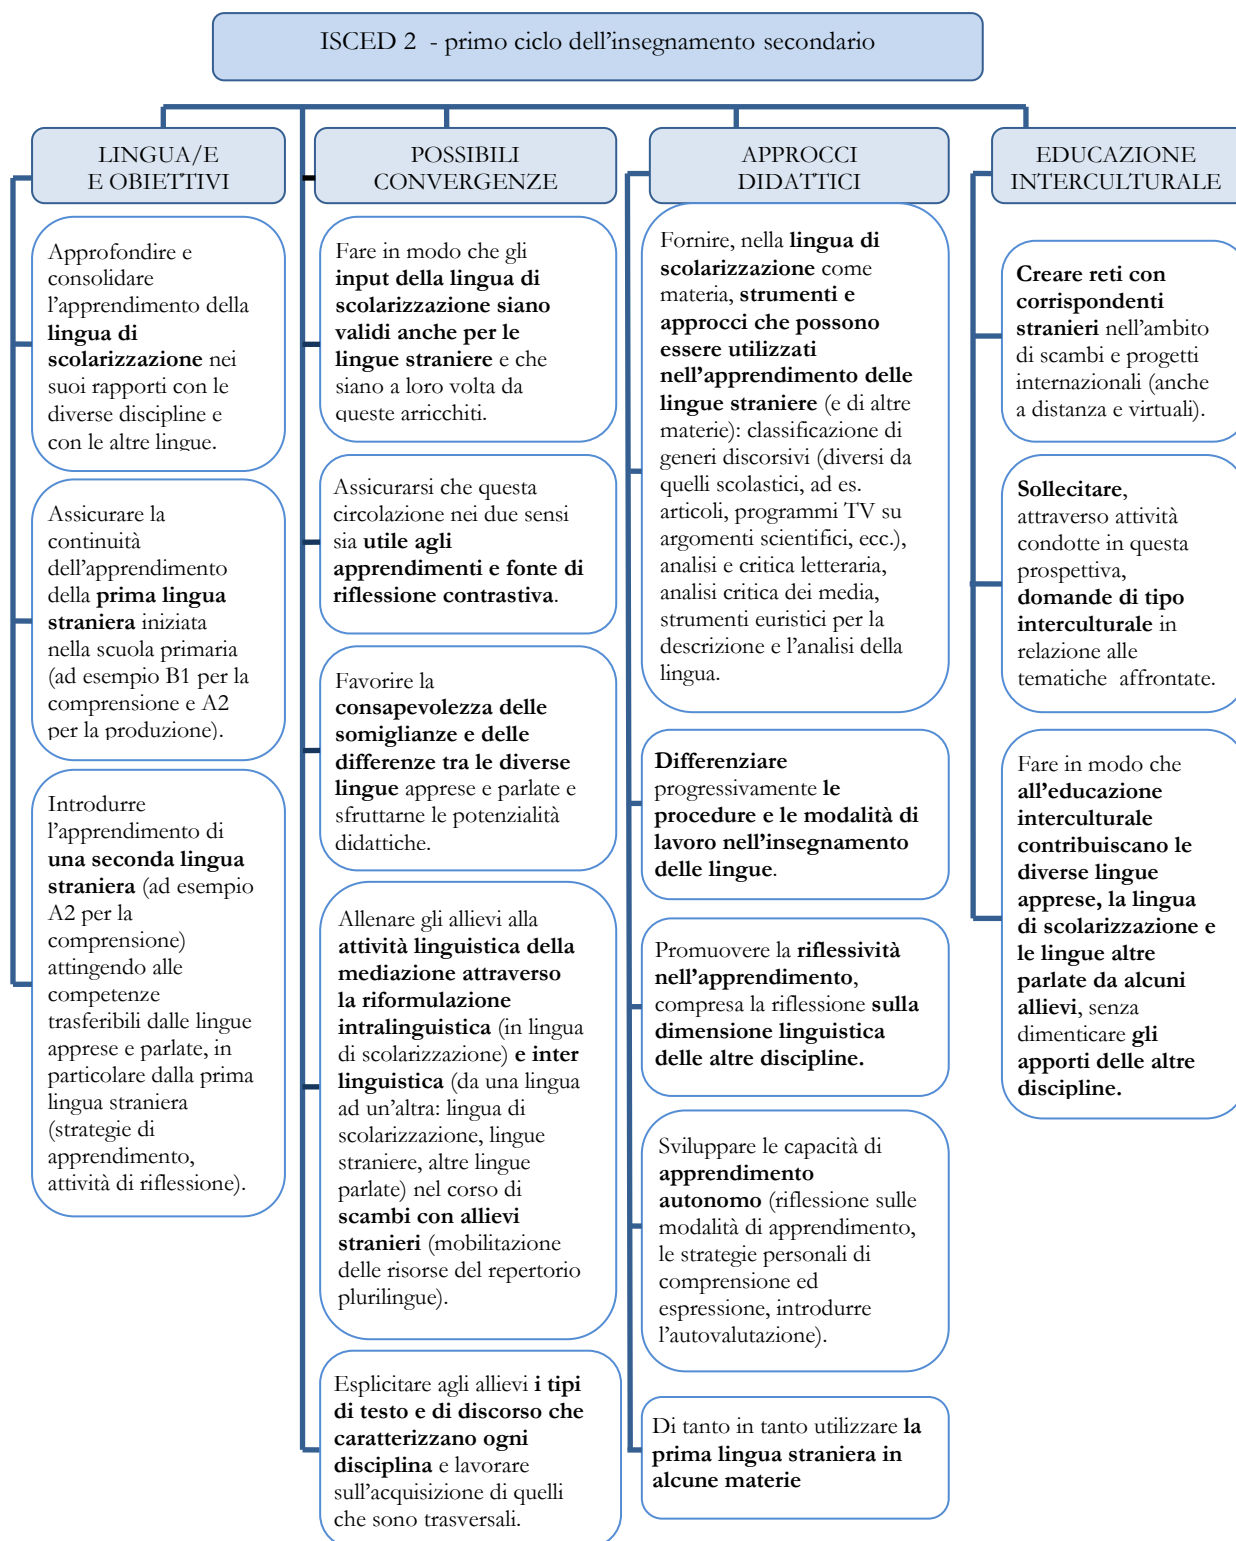 ISCED 2 - primo ciclo dell'insegnamento secondario
LINGUA/E
E OBIETTIVI
Approfondire e
consolidare
l'apprendimento della
lingua di
scolarizzazione nei
suoi rapporti con le
diverse discipline e
con le altre lingue.
Assicurare la
continuità
dell'apprendimento
della prima lingua
straniera iniziata
nella scuola primaria
(ad esempio B1 per la
comprensione e A2
per la produzione).
Introdurre
l'apprendimento di
una seconda lingua
straniera (ad esempio
A2 per la
comprensione)
attingendo alle
competenze
trasferibili dalle lingue
apprese e parlate, in
particolare dalla prima
lingua straniera
(strategie di
apprendimento,
attività di riflessione).
POSSIBILI
CONVERGENZE
Fare in modo che gli
input della lingua di
scolarizzazione siano
validi anche per le
lingue straniere e che
siano a loro volta da
queste arricchiti.
Assicurarsi che questa
circolazione nei due sensi
sia utile agli
apprendimenti e fonte di
riflessione contrastiva.
Favorire la
consapevolezza delle
somiglianze e delle
differenze tra le diverse
lingue apprese e parlate e
sfruttarne le potenzialità
didattiche.
Allenare gli allievi alla
attività linguistica della
mediazione attraverso
la riformulazione
intralinguistica (in lingua
di scolarizzazione) e inter
linguistica (da una lingua
ad un'altra: lingua di
scolarizzazione, lingue
straniere, altre lingue
parlate) nel corso di
scambi con allievi
stranieri (mobilitazione
delle risorse del repertorio
plurilingue).
Esplicitare agli allievi i tipi
di testo e di discorso che
caratterizzano ogni
disciplina e lavorare
sull'acquisizione di quelli
che sono trasversali.
APPROCCI
DIDATTICI
Fornire, nella lingua di
scolarizzazione come
materia, strumenti e
approcci che possono
essere utilizzati
nell'apprendimento delle
lingue straniere (e di altre
materie): classificazione di
generi discorsivi (diversi da
quelli scolastici, ad es.
articoli, programmi TV su
argomenti scientifici, ecc.),
analisi e critica letteraria,
analisi critica dei media,
strumenti euristici per la
descrizione e l'analisi della
lingua.
Differenziare
progressivamente le
procedure e le modalità di
lavoro nell'insegnamento
delle lingue.
Promuovere la riflessività
nell'apprendimento,
compresa la riflessione sulla
dimensione linguistica
delle altre discipline.
Sviluppare le capacità di
apprendimento
autonomo (riflessione sulle
modalità di apprendimento,
le strategie personali di
comprensione ed
espressione, introdurre
l'autovalutazione).
Di tanto in tanto utilizzare la
prima lingua straniera in
alcune materie
EDUCAZIONE
INTERCULTURALE
Creare reti con
corrispondenti
stranieri nell'ambito
di scambi e progetti
internazionali (anche
a distanza e virtuali).
Sollecitare,
attraverso attività
condotte in questa
prospettiva,
domande di tipo
interculturale in
relazione alle
tematiche affrontate.
Fare in modo che
all'educazione
interculturale
contribuiscano le
diverse lingue
apprese, la lingua
di scolarizzazione e
le lingue altre
parlate da alcuni
allievi, senza
dimenticare gli
apporti delle altre
discipline.